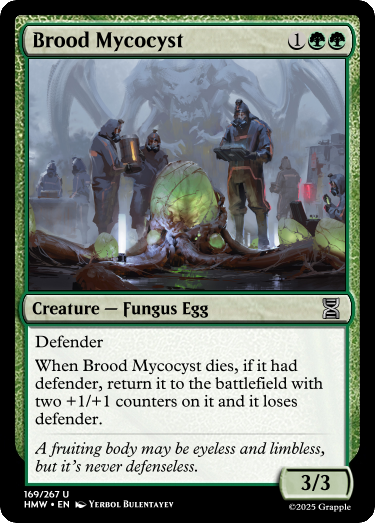 Brood Mycocyst 1
Creature — Fungus Egg
Defender
When Brood Mycocyst dies, if it had
defender, return it to the battlefield with
two +1/+1 counters on it and it loses
defender.
A fruiting body may be eyeless and limbless,
but it's never defenseless.
3/3
169/267 U
HMW • EN Yerbol Bulentayev
©2025 Grapple